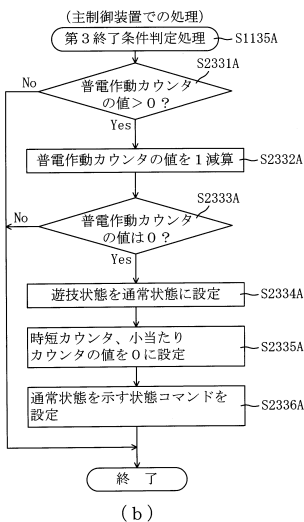 (主制御装置での処理)
第3終了条件判定処理
S1135A
S2331A
No
普電作動カウンタ
の値>0?
Yes
普電作動カウンタの値を1減算
S2332A
S2333A
No
普電作動カウンタ
の値は0?
Yes
遊技状態を通常状態に設定
S2334A
時短カウンタ、小当たり
カウンタの値を0に設定
S2335A
通常状態を示す状態コマンドを
設定
S2336A
終 了
(b)